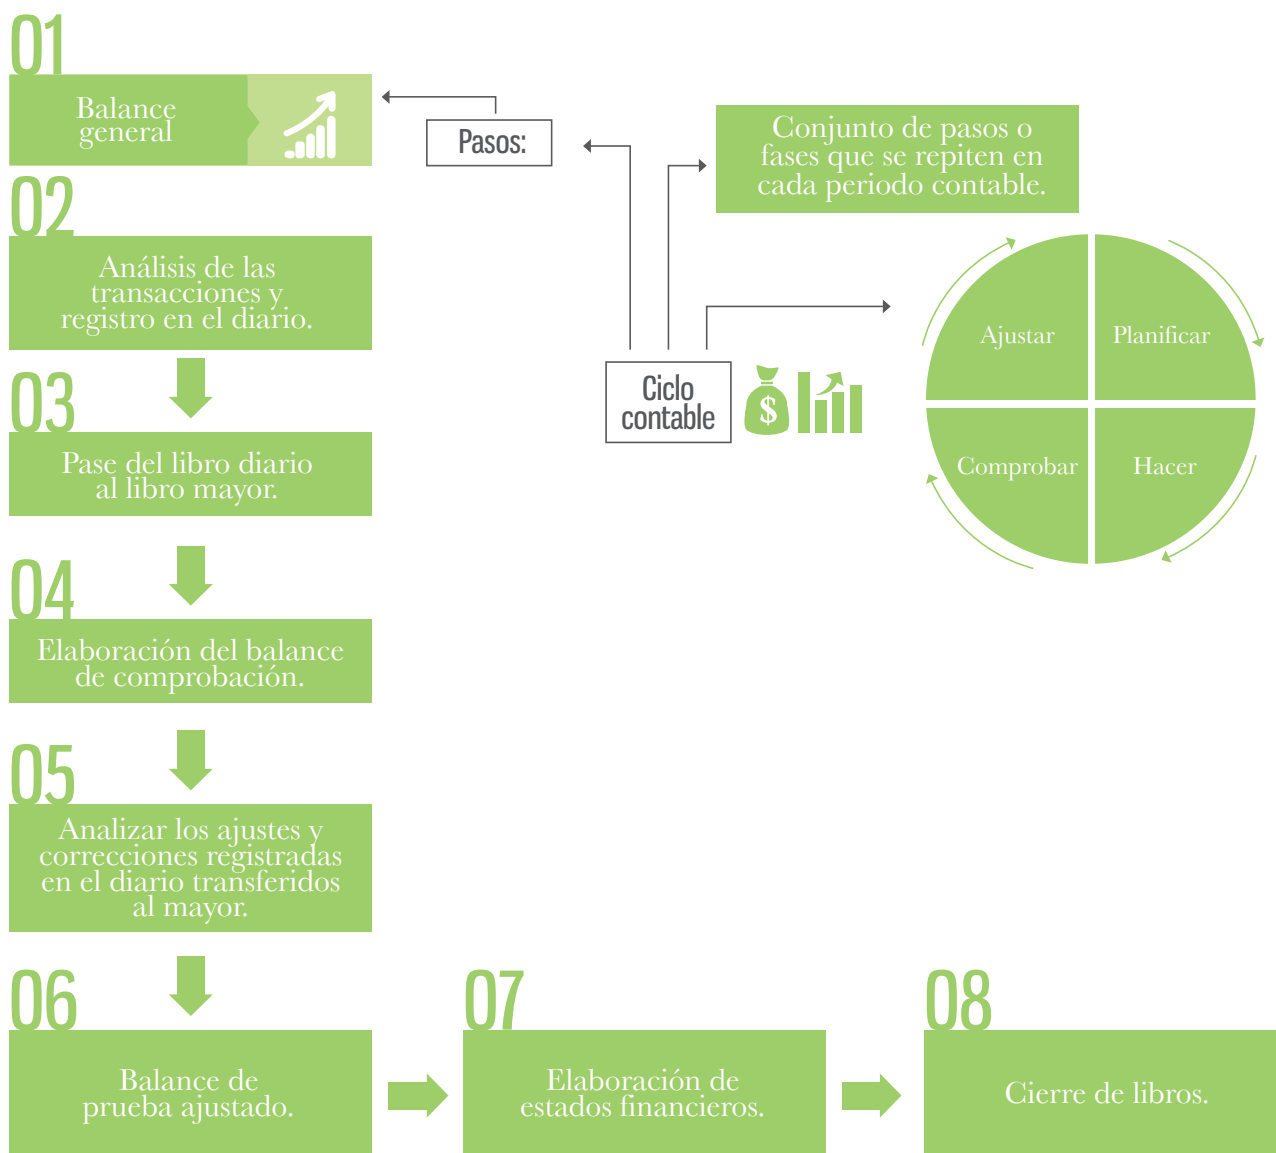 01
Balance
general
Pasos:
Conjunto de pasos o
fases que se repiten en
cada periodo contable.
02
Análisis de las
transacciones y
registro en el diario.
Ajustar
Planificar
Comprobar
Hacer
Ciclo
contable
$
03
Pase del libro diario
al libro mayor.
04
Elaboración del balance
de comprobación.
05
Analizar los ajustes y
correcciones registradas
en el diario transferidos
al mayor.
06
Balance de
prueba ajustado.
07
Elaboración de
estados financieros.
08
Cierre de libros.